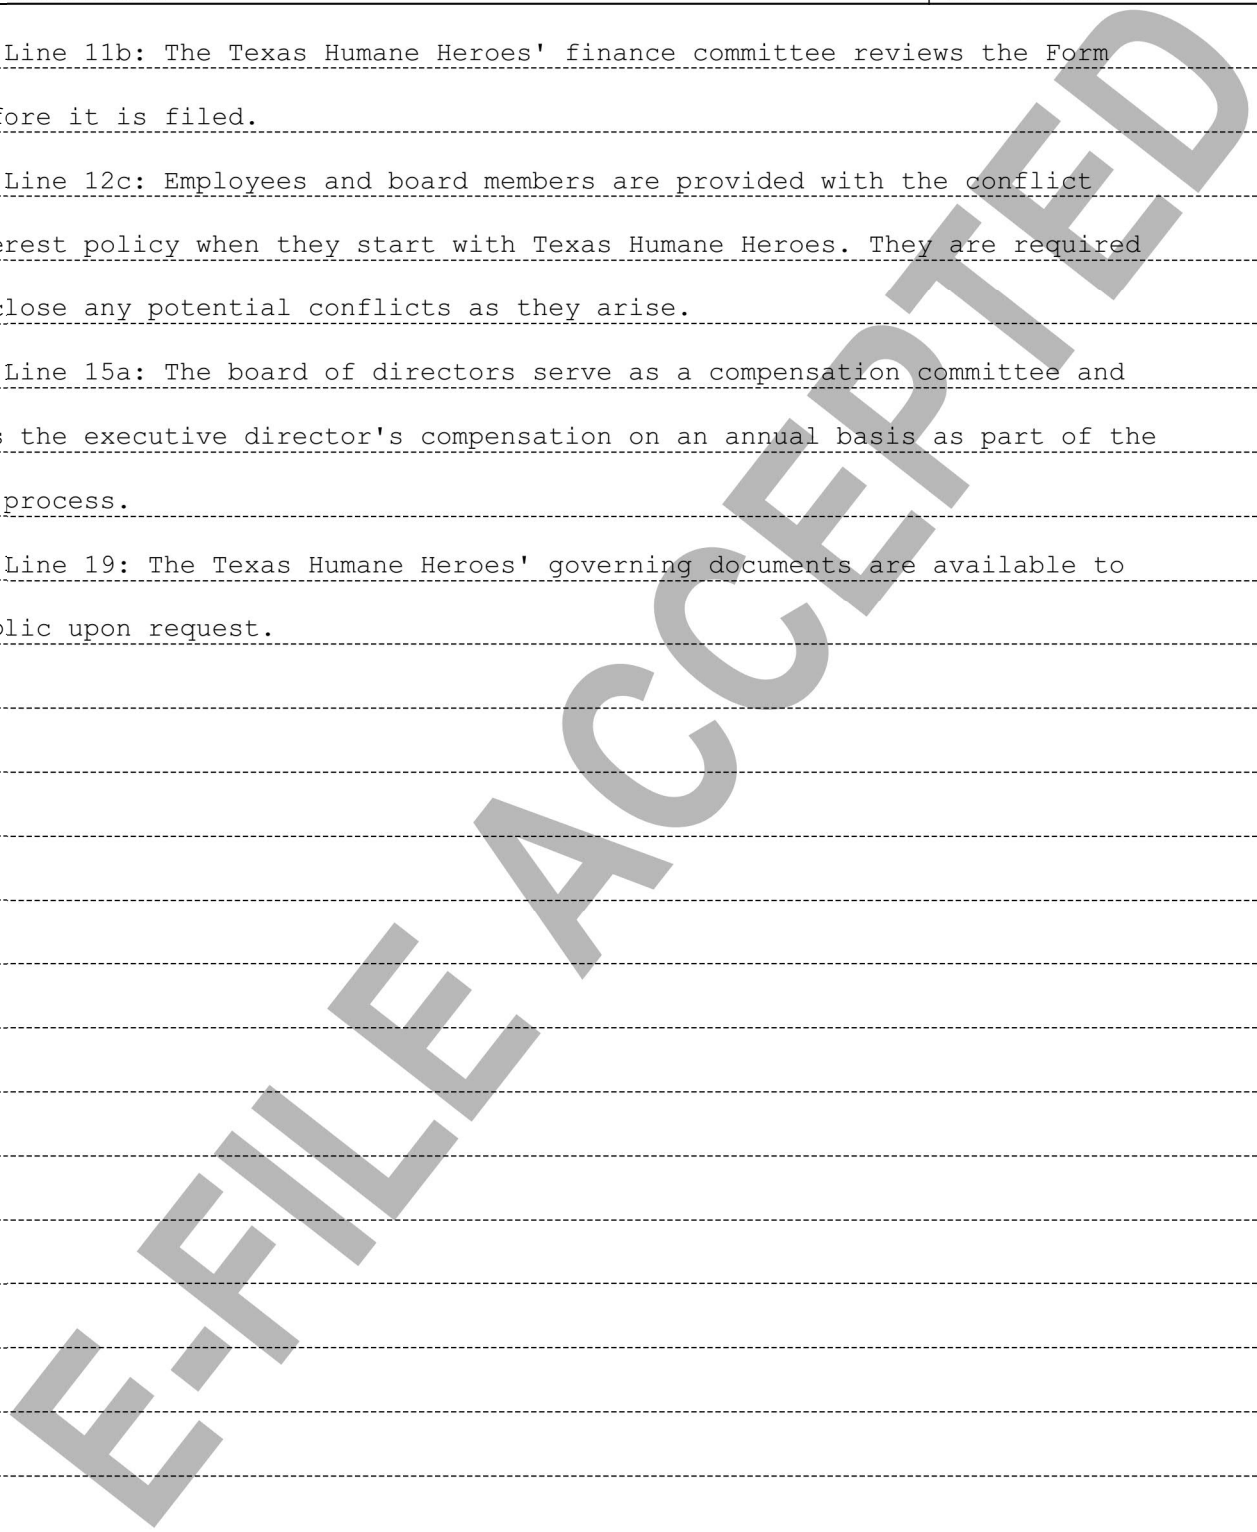 Line 11b: The Texas Humane Heroes' finance committee reviews the Form
fore it is filed.
Line 12c: Employees and board members are provided with the conflict
erest policy when they start with Texas Humane Heroes. They are required
close any potential conflicts as they arise.
Line 15a: The board of directors serve as a compensation committee and
s the executive director's compensation on an annual basis as part of the
process.
Line 19: The Texas Humane Heroes' governing documents are available to
blic upon request.
E-FILE ACCEPTED